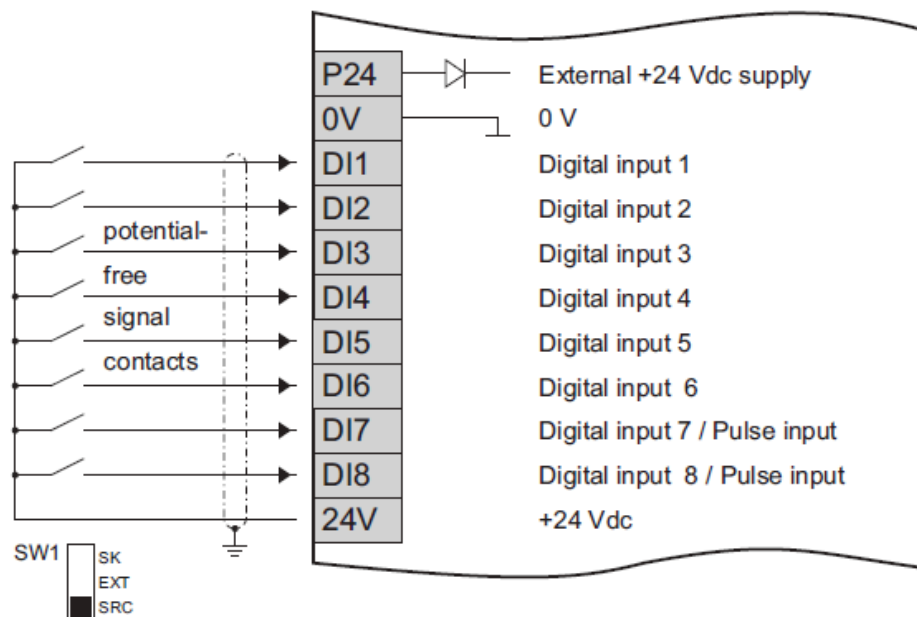 P24 External +24 Vdc supply
0V 0 V
DI1 Digital input 1
DI2 Digital input 2
potential-
DI3 Digital input 3
free
DI4 Digital input 4
signal
DI5 Digital input 5
contacts
DI6 Digital input 6
DI7 Digital input 7 / Pulse input
DI8 Digital input 8 / Pulse input
24V +24 Vdc
SW1 SK
EXT
SRC